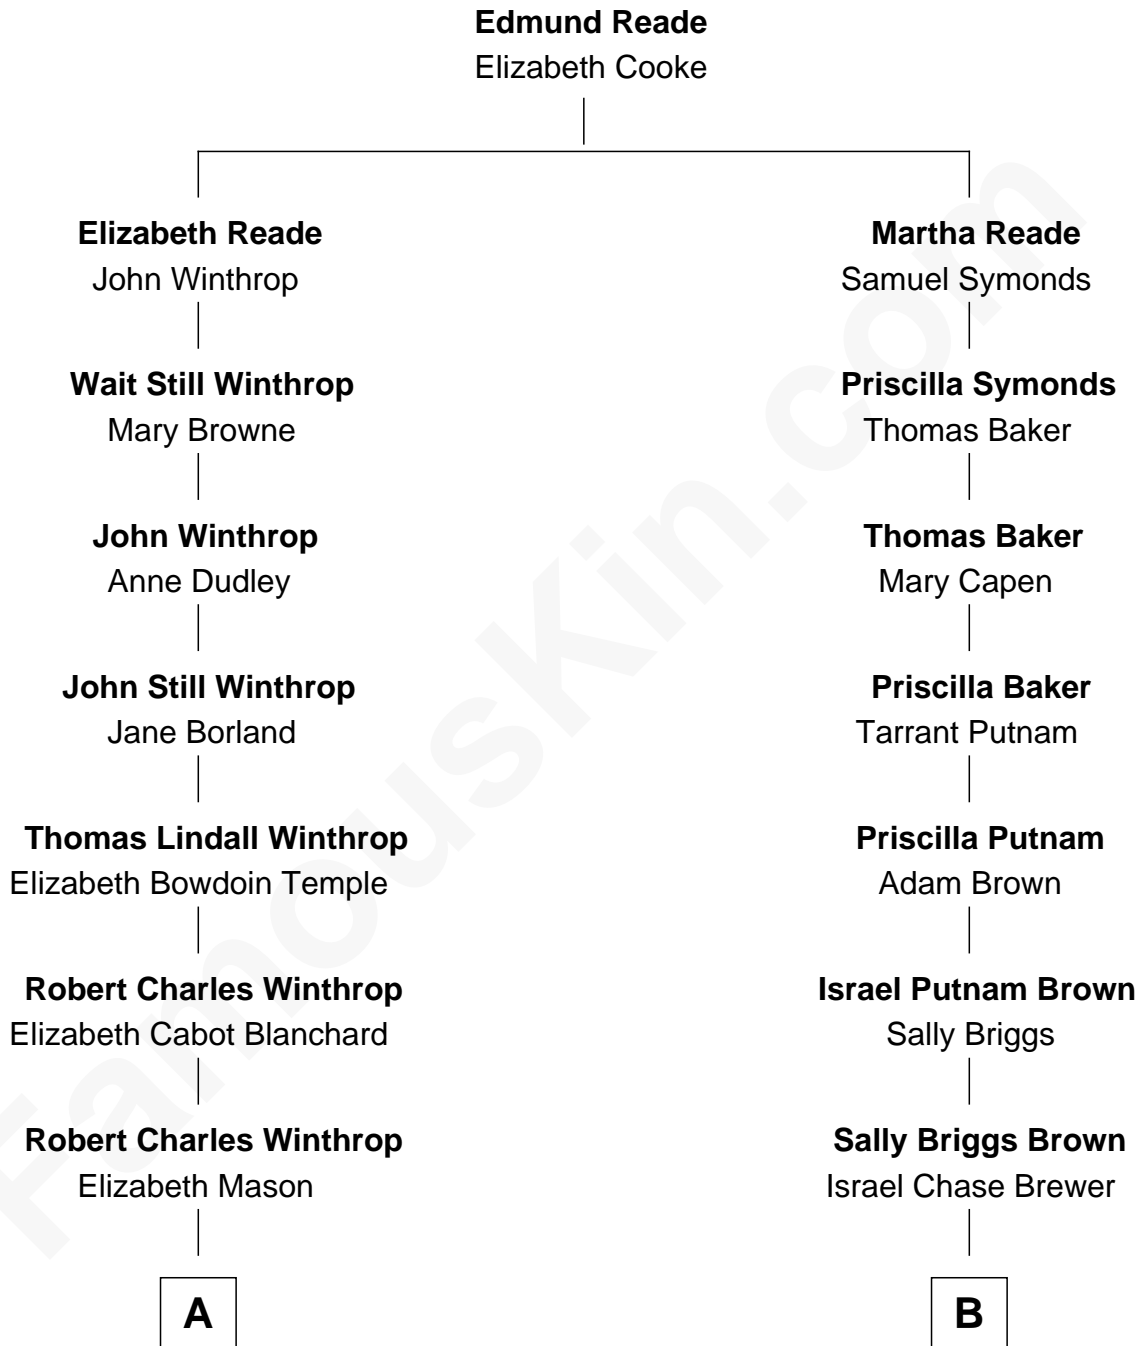 Edmund Reade
Elizabeth Cooke
Elizabeth Reade
John Winthrop
Martha Reade
Samuel Symonds
Wait Still Winthrop
Mary Browne
Priscilla Symonds
Thomas Baker
John Winthrop
Anne Dudley
Thomas Baker
Mary Capen
John Still Winthrop
Jane Borland
Priscilla Baker
Tarrant Putnam
Thomas Lindall Winthrop
Elizabeth Bowdoin Temple
Priscilla Putnam
Adam Brown
Robert Charles Winthrop
Elizabeth Cabot Blanchard
Israel Putnam Brown
Sally Briggs
Robert Charles Winthrop
Elizabeth Mason
Sally Briggs Brown
Israel Chase Brewer
A
B
FamousKin.com